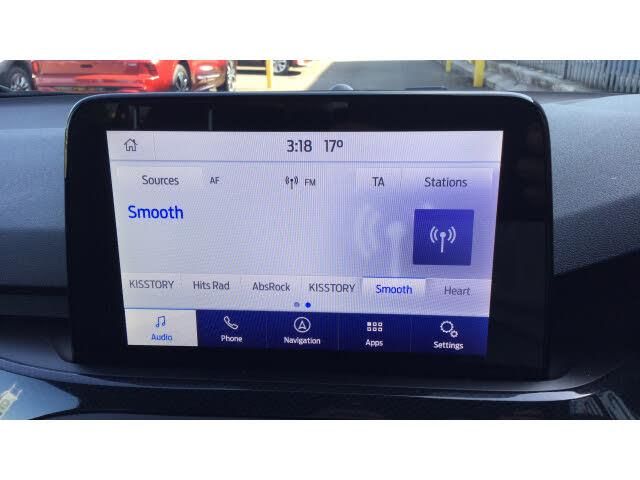 3:18 17º
Sources AF FM TA Stations
Smooth
KISSTORY Hits Rad AbsRock KISSTORY Smooth Heart
Audio Phone Navigation Apps Settings